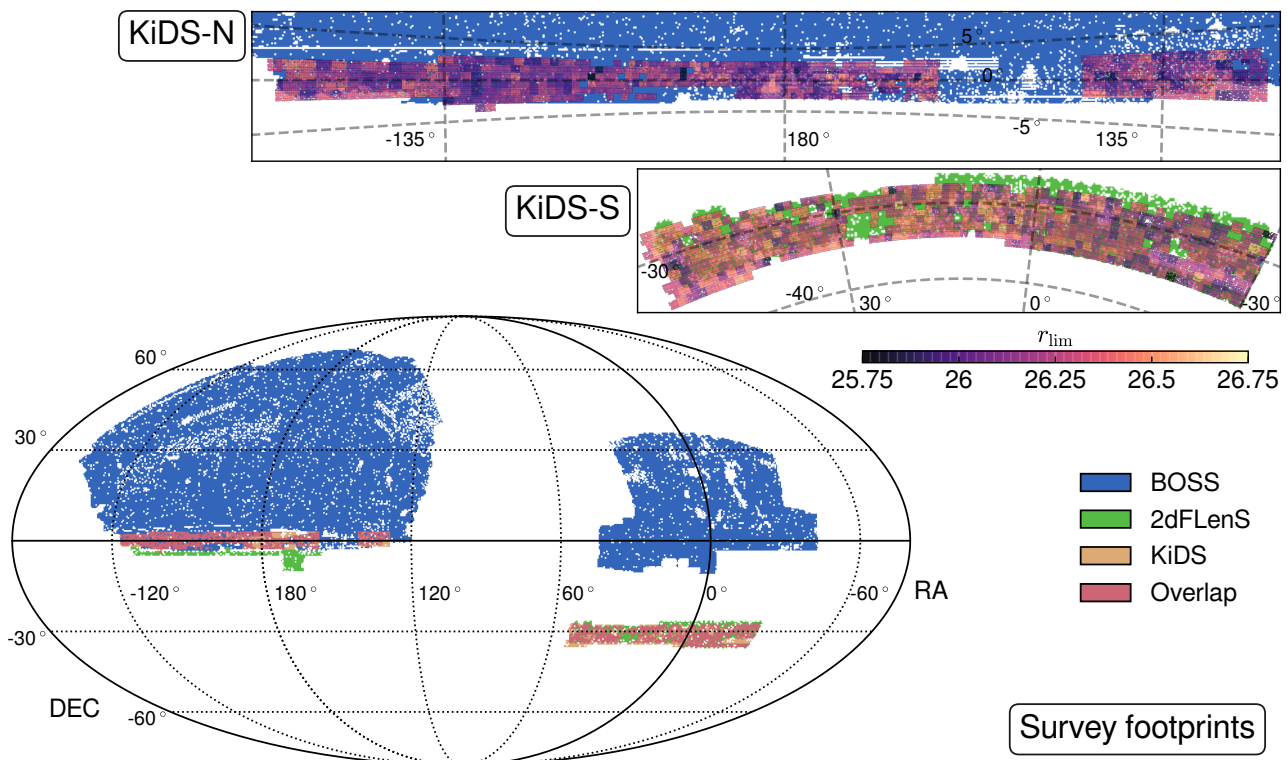 KiDS-N
5°
0°
-135°
180°
-5°
135°
KiDS-S
-30°
-40°
30°
0°
-30°
r_lim
25.75 26 26.25 26.5 26.75
60°
30°
BOSS
2dFLenS
KiDS
Overlap
-120°
180°
120°
60°
0°
-60°
RA
-30°
DEC
-60°
Survey footprints